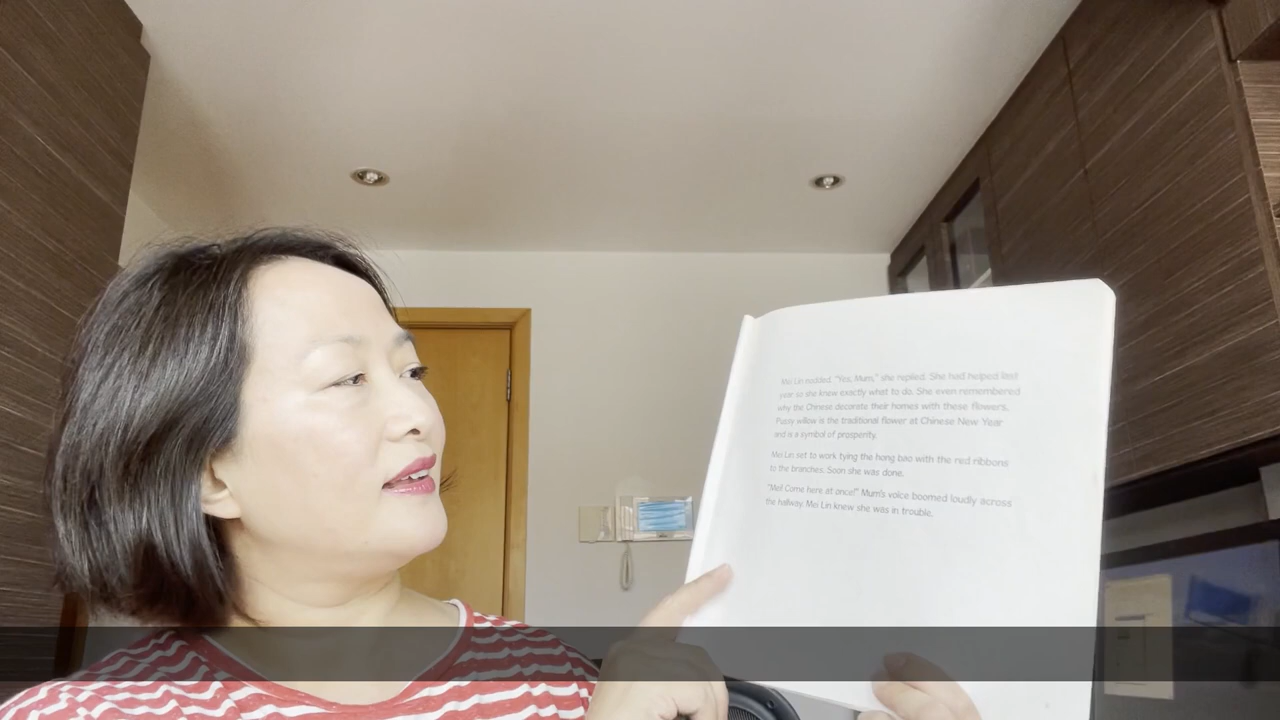 Mei Lin nodded. "Yes, Mum," she replied. She had helped last
year so she knew exactly what to do. She even remembered
why the Chinese decorate their homes with these flowers.
Pussy willow is the traditional flower at Chinese New Year
and is a symbol of prosperity.
Mei Lin set to work tying the hong bao with the red ribbons
to the branches. Soon she was done.
"Mei! Come here at once!" Mum's voice boomed loudly across
the hallway. Mei Lin knew she was in trouble.